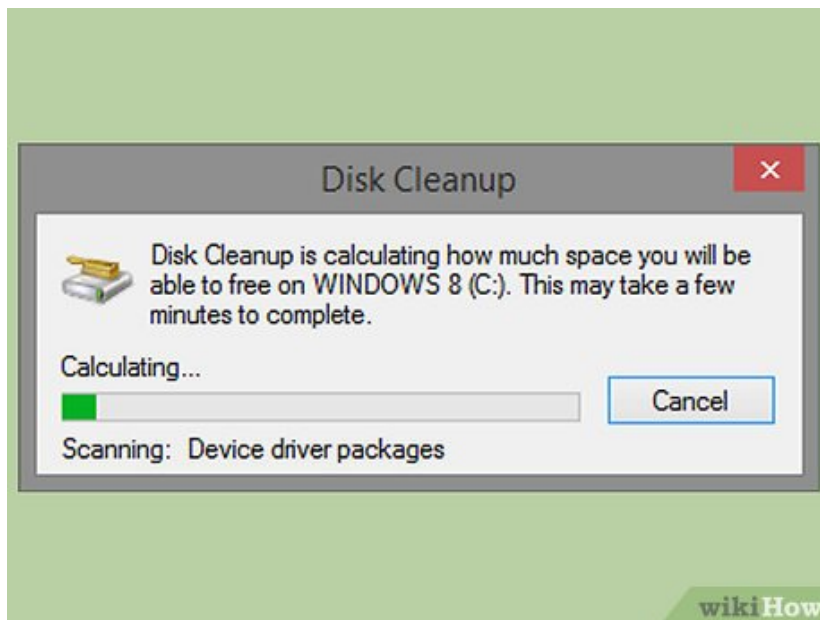 Disk Cleanup
Disk Cleanup is calculating how much space you will be
able to free on WINDOWS 8 (C:). This may take a few
minutes to complete.
Calculating...
Cancel
Scanning: Device driver packages
wikiHow